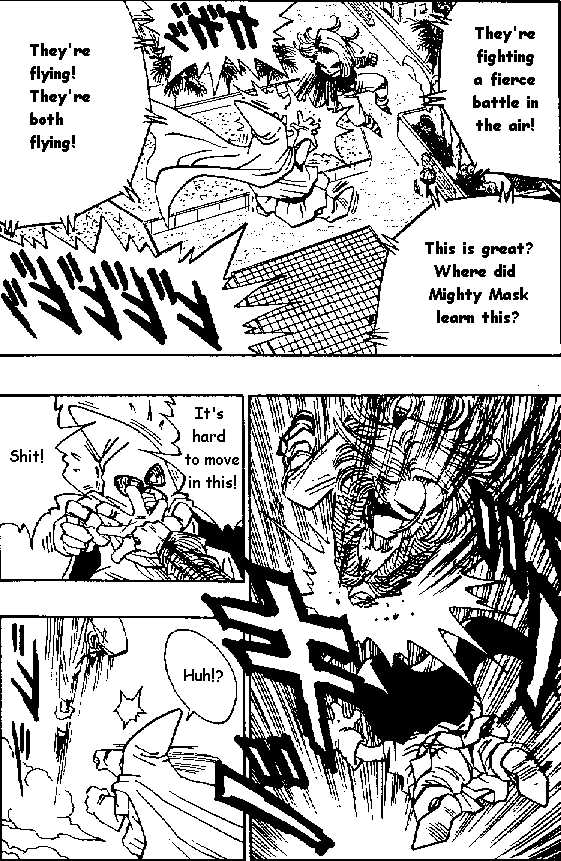 They're
fighting
a fierce
battle in
the air!
They're
flying!
They're
both
flying!
This is great?
Where did
Mighty Mask
learn this?
It's
hard
to move
in this!
Shit!
Huh!?